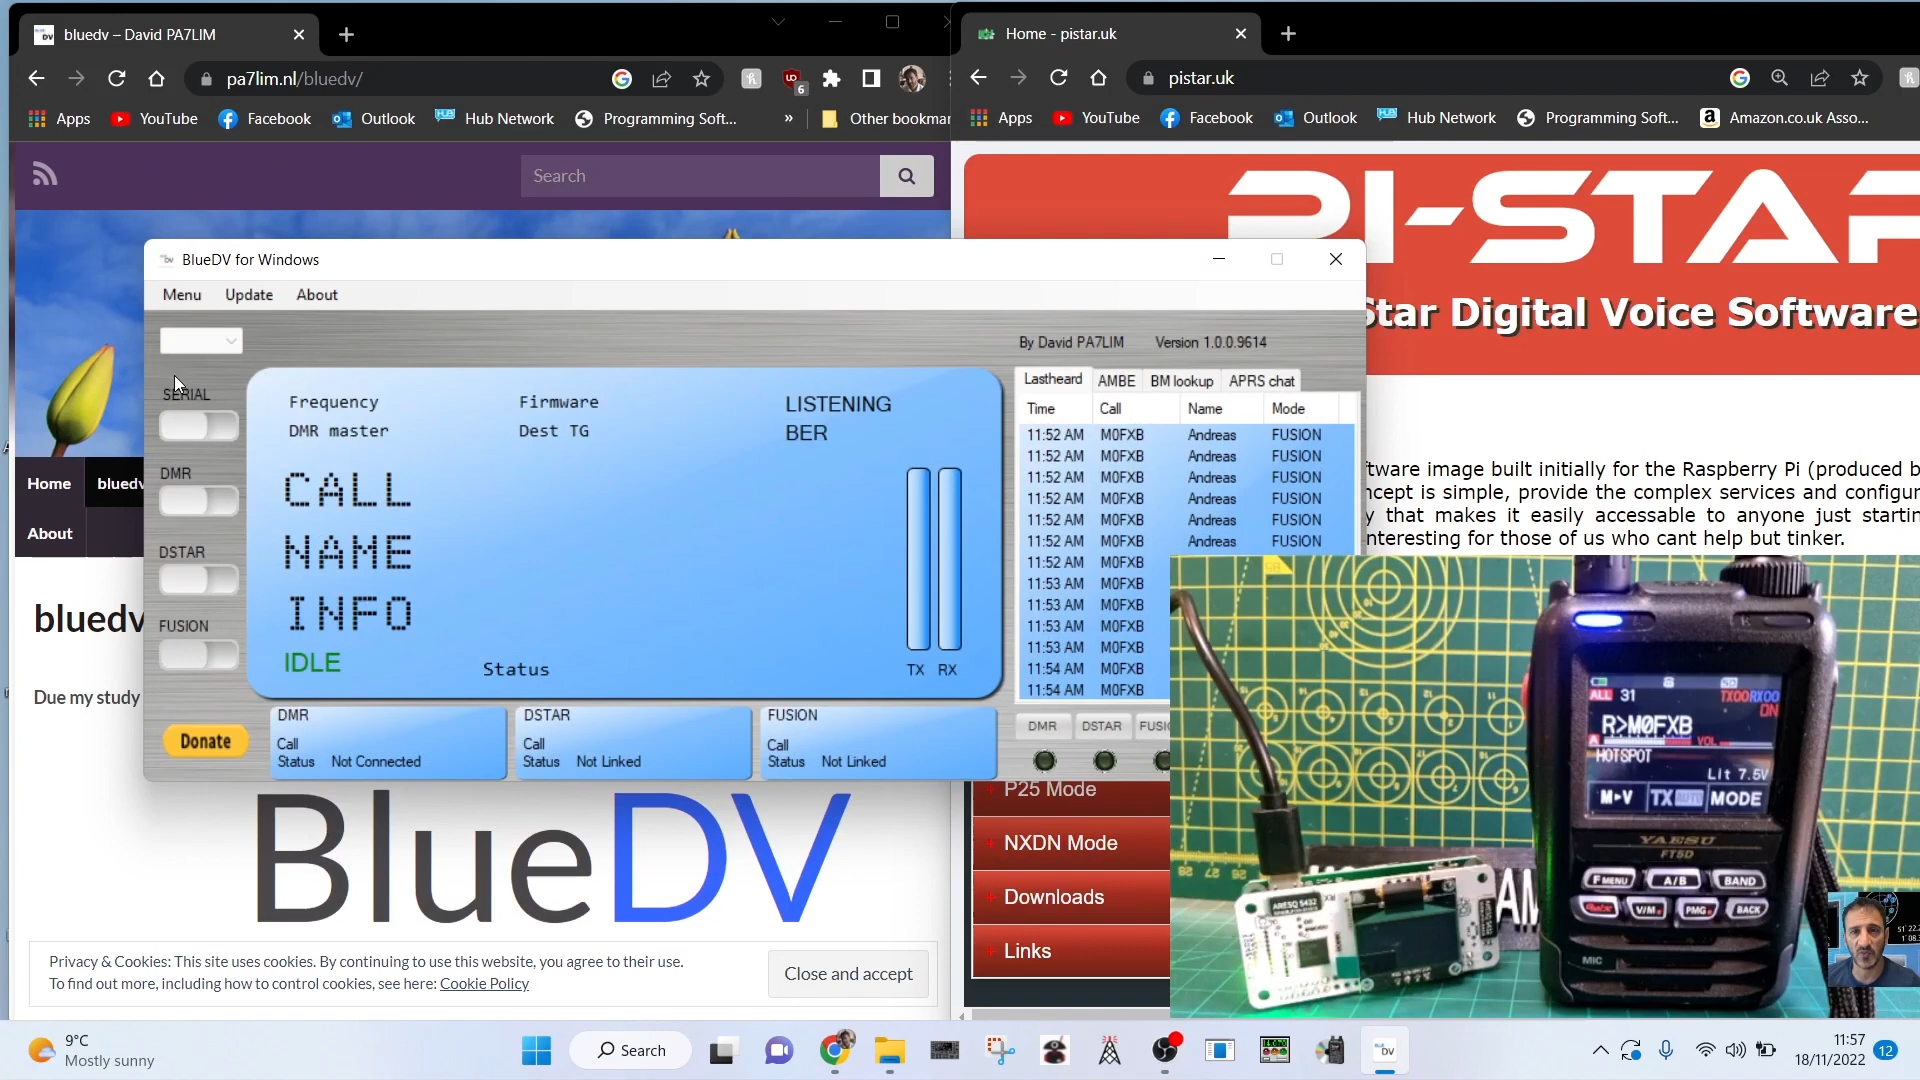 bluedv – David PA7LIM
Home - pistar.uk
pa7lim.nl/bluedv/
6
pistar.uk
Apps
YouTube
Facebook
Outlook
Hub Network
Programming Soft...
»
Other bookmar
Apps
YouTube
Facebook
Outlook
Hub Network
Programming Soft...
Amazon.co.uk Asso...
Search
PI-STAR
Star Digital Voice Software
BlueDV for Windows
Menu
Update
About
By David PA7LIM
Version 1.0.0.9614
SERIAL
DMR
DSTAR
FUSION
Donate
Frequency
Firmware
LISTENING
DMR master
Dest TG
BER
CALL
NAME
INFO
IDLE
Status
TX
RX
Lastheard
AMBE
BM lookup
APRS chat
Time
Call
Name
Mode
11:52 AM M0FXB Andreas FUSION
11:52 AM M0FXB Andreas FUSION
11:52 AM M0FXB Andreas FUSION
11:52 AM M0FXB Andreas FUSION
11:52 AM M0FXB Andreas FUSION
11:52 AM M0FXB Andreas FUSION
11:52 AM M0FXB
11:53 AM M0FXB
11:53 AM M0FXB
11:53 AM M0FXB
11:53 AM M0FXB
11:54 AM M0FXB
11:54 AM M0FXB
DMR
DSTAR
FUSIO
DMR
Call
Status Not Connected
DSTAR
Call
Status Not Linked
FUSION
Call
Status Not Linked
Home
bluedv
About
bluedv
Due my study
BlueDV
Privacy & Cookies: This site uses cookies. By continuing to use this website, you agree to their use.
To find out more, including how to control cookies, see here: Cookie Policy
Close and accept
ftware image built initially for the Raspberry Pi (produced b
ncept is simple, provide the complex services and configur
y that makes it easily accessable to anyone just startin
nteresting for those of us who cant help but tinker.
P25 Mode
NXDN Mode
Downloads
Links
ALL 31
TX00RX00
ON
R>M0FXB
VOL
HOTSPOT
Lit 7.5V
M▶V
TX AUTO
MODE
YAESU
FT5D
F MENU
A/B
BAND
V/M
PMG
BACK
MIC
9°C
Mostly sunny
Search
11:57
18/11/2022
12